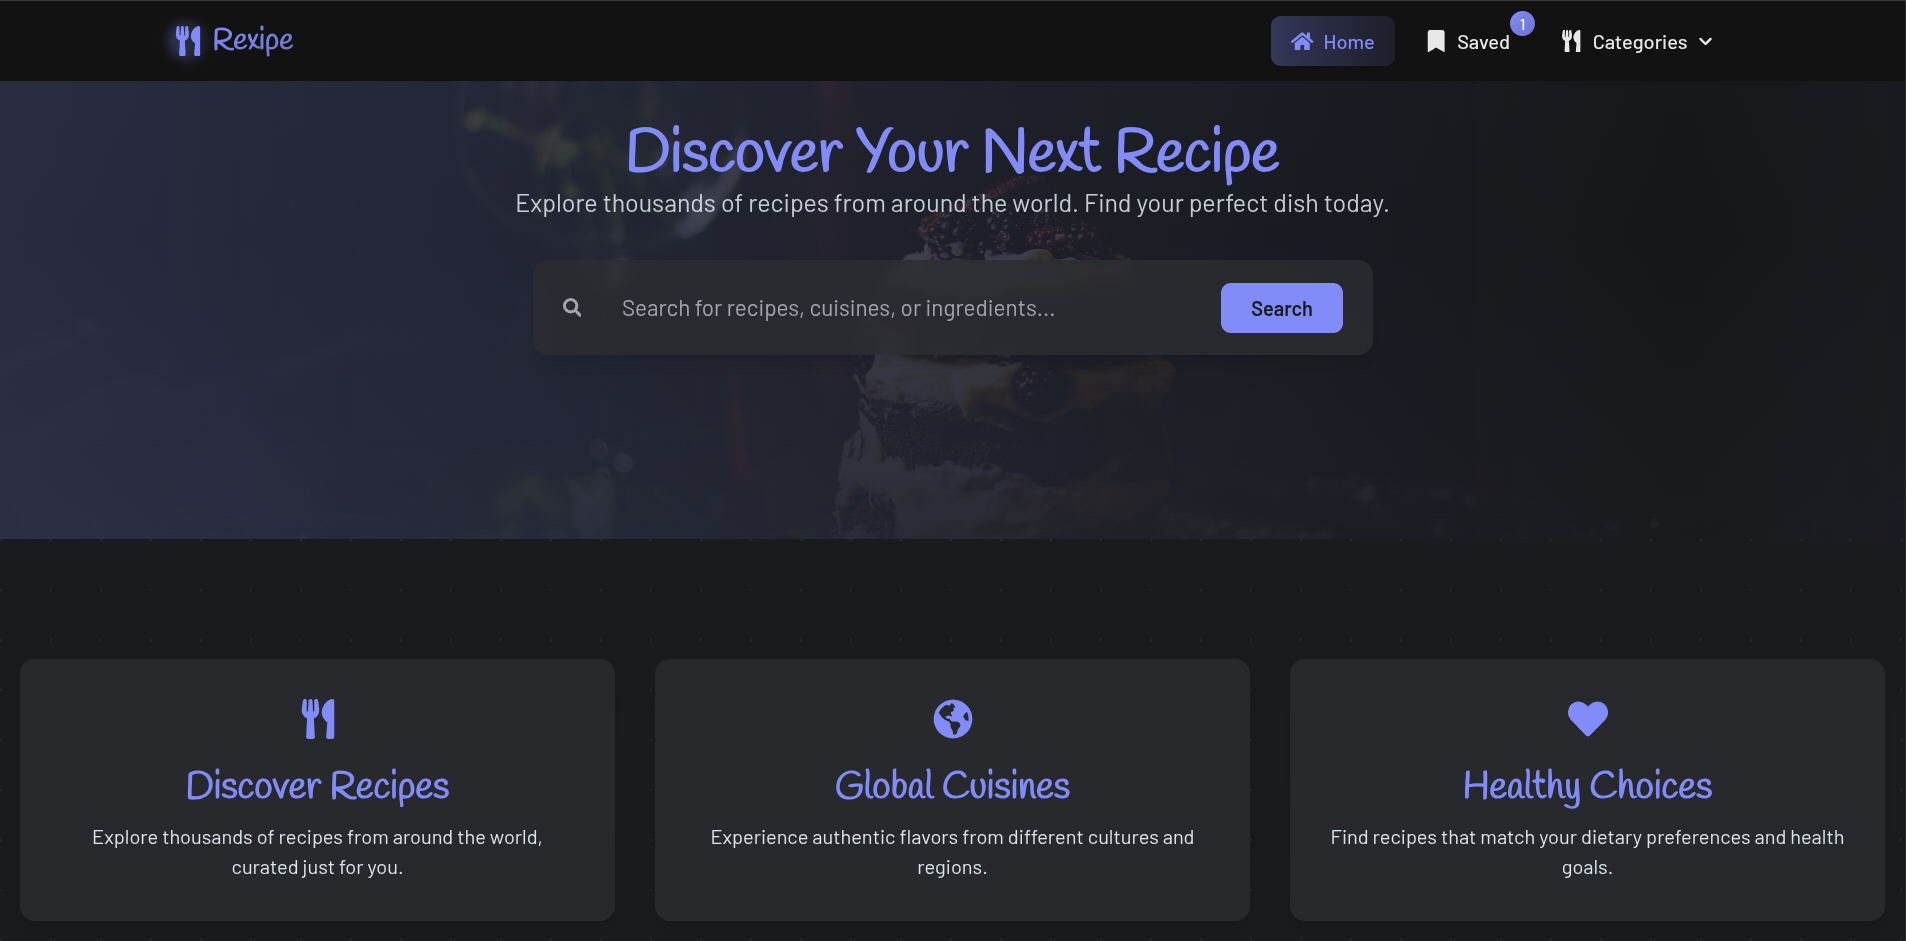 Rexipe
Home
Saved
1
Categories
Discover Your Next Recipe
Explore thousands of recipes from around the world. Find your perfect dish today.
Search for recipes, cuisines, or ingredients...
Search
Discover Recipes
Explore thousands of recipes from around the world,
curated just for you.
Global Cuisines
Experience authentic flavors from different cultures and
regions.
Healthy Choices
Find recipes that match your dietary preferences and health
goals.